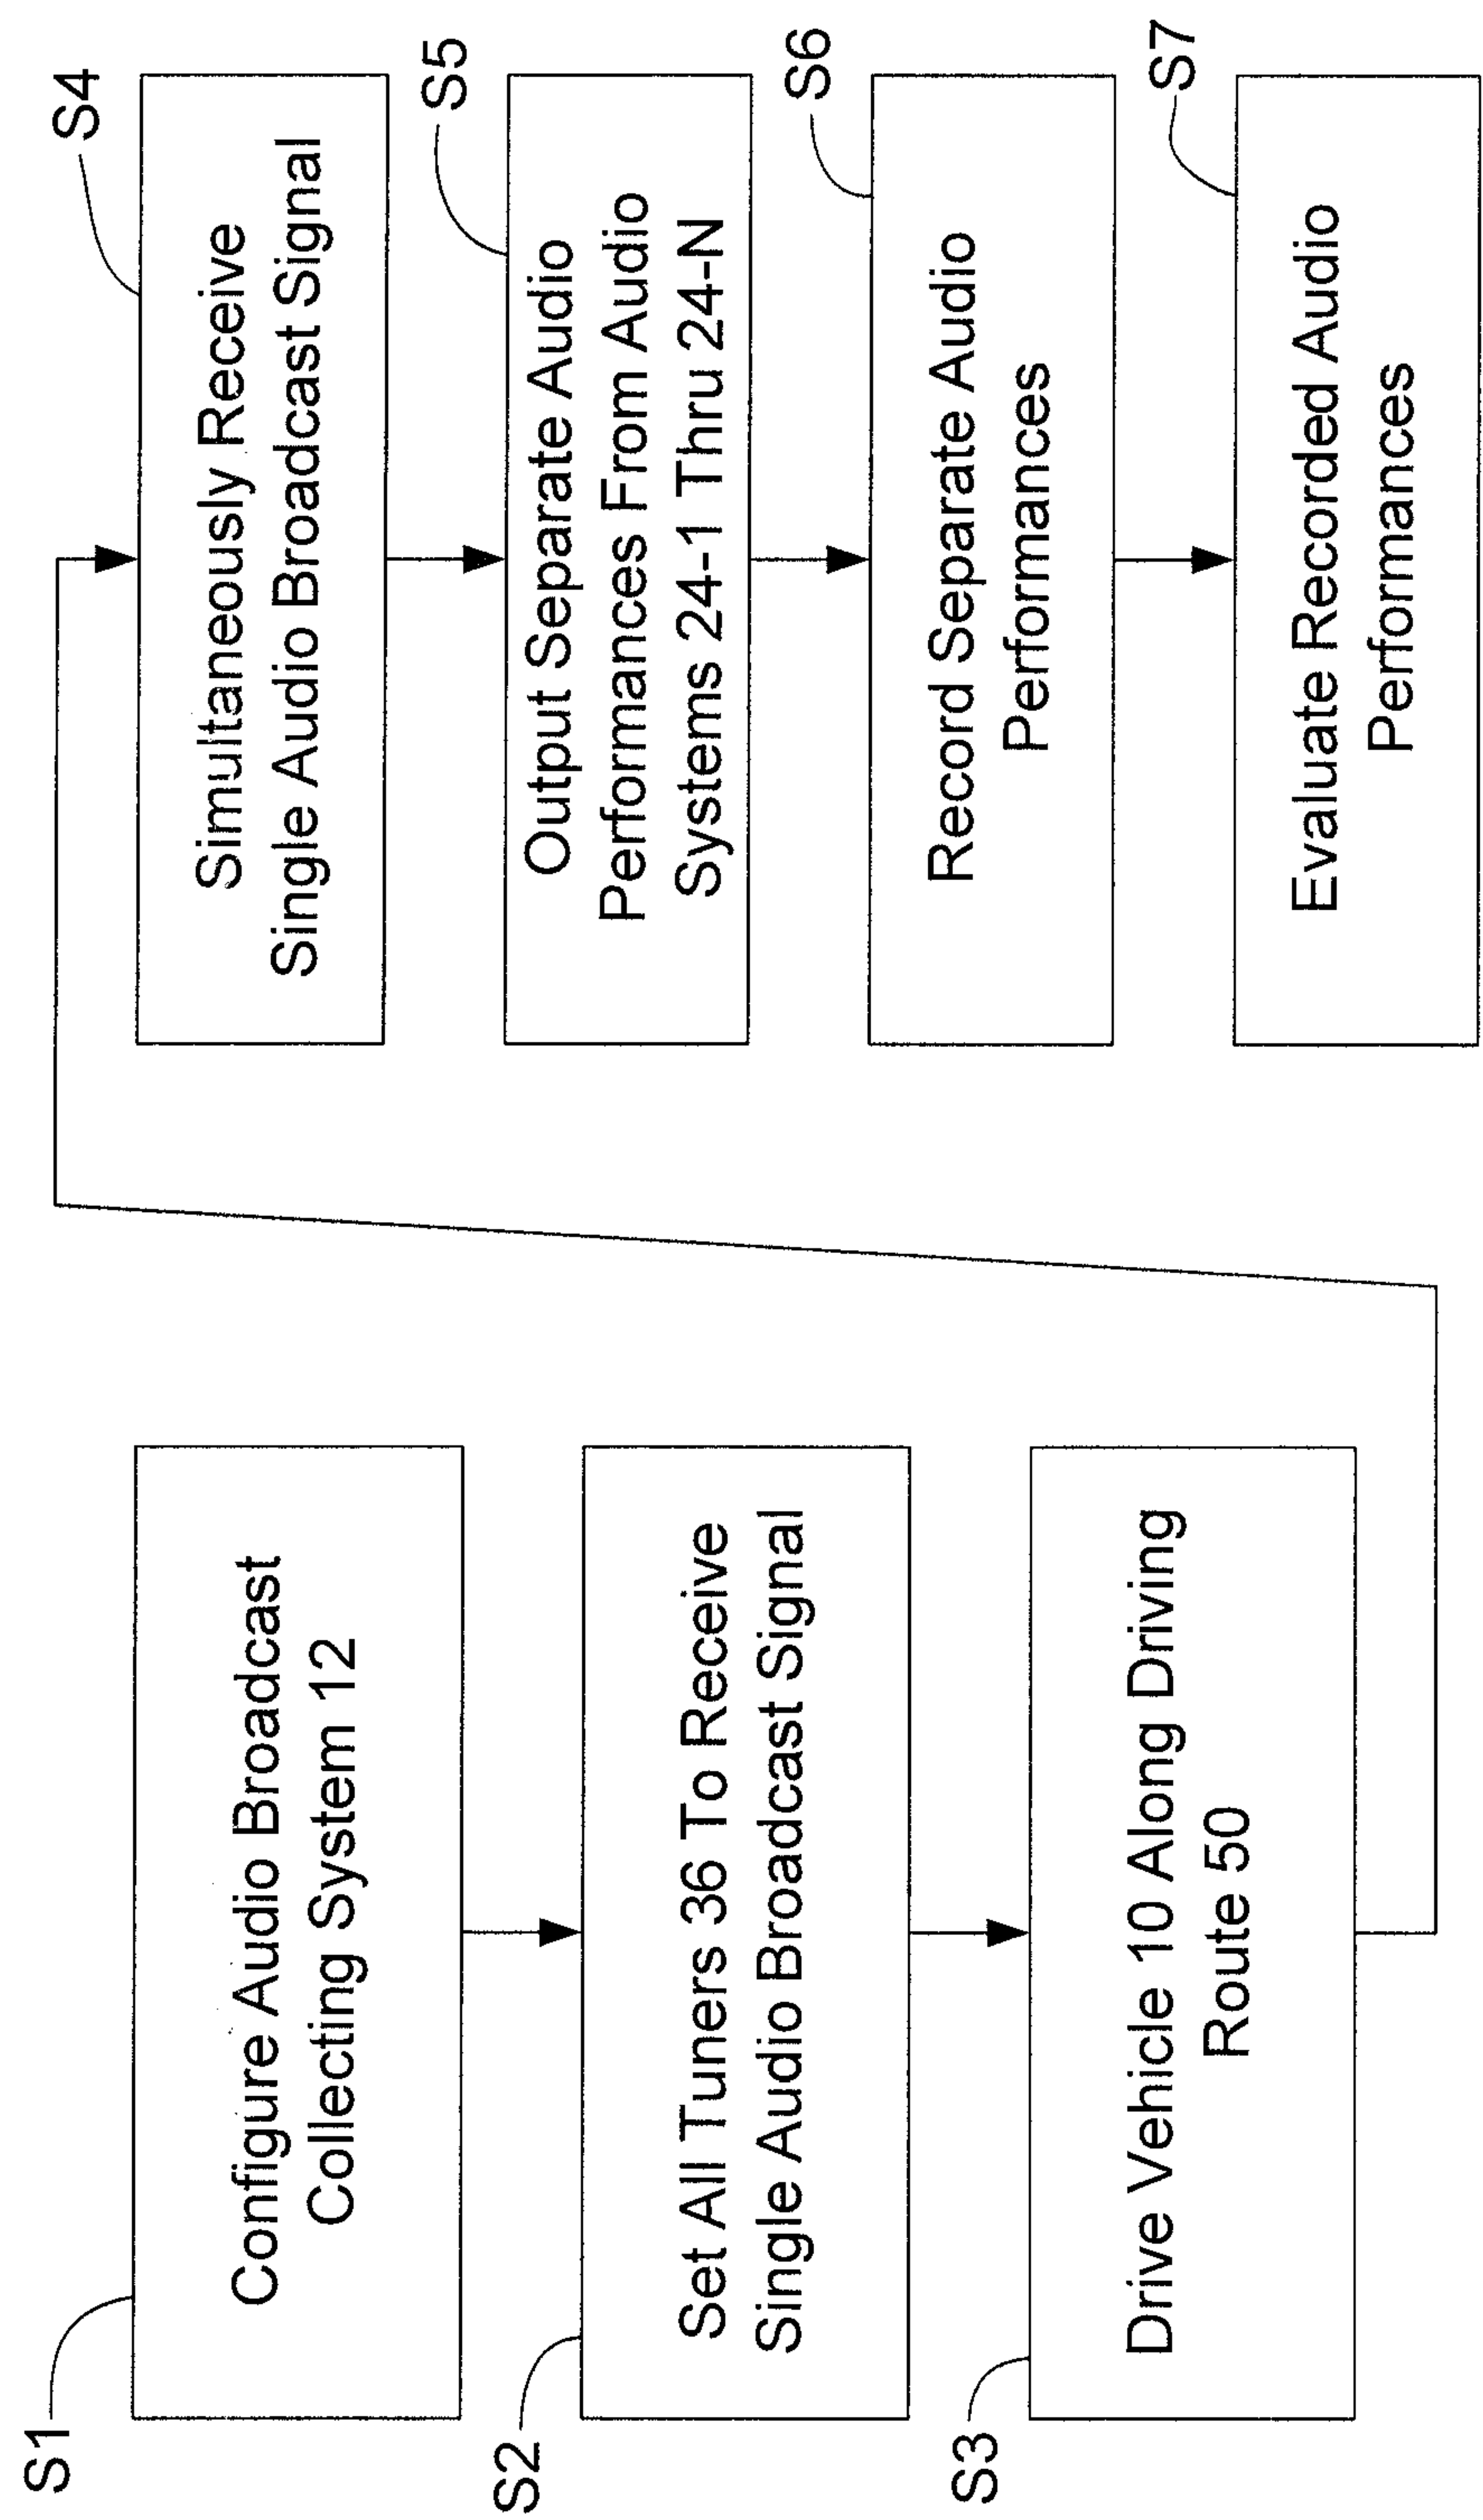 S1
Configure Audio Broadcast
Collecting System 12
S2
Set All Tuners 36 To Receive
Single Audio Broadcast Signal
S3
Drive Vehicle 10 Along Driving
Route 50
S4
Simultaneously Receive
Single Audio Broadcast Signal
S5
Output Separate Audio
Performances From Audio
Systems 24-1 Thru 24-N
S6
Record Separate Audio
Performances
S7
Evaluate Recorded Audio
Performances